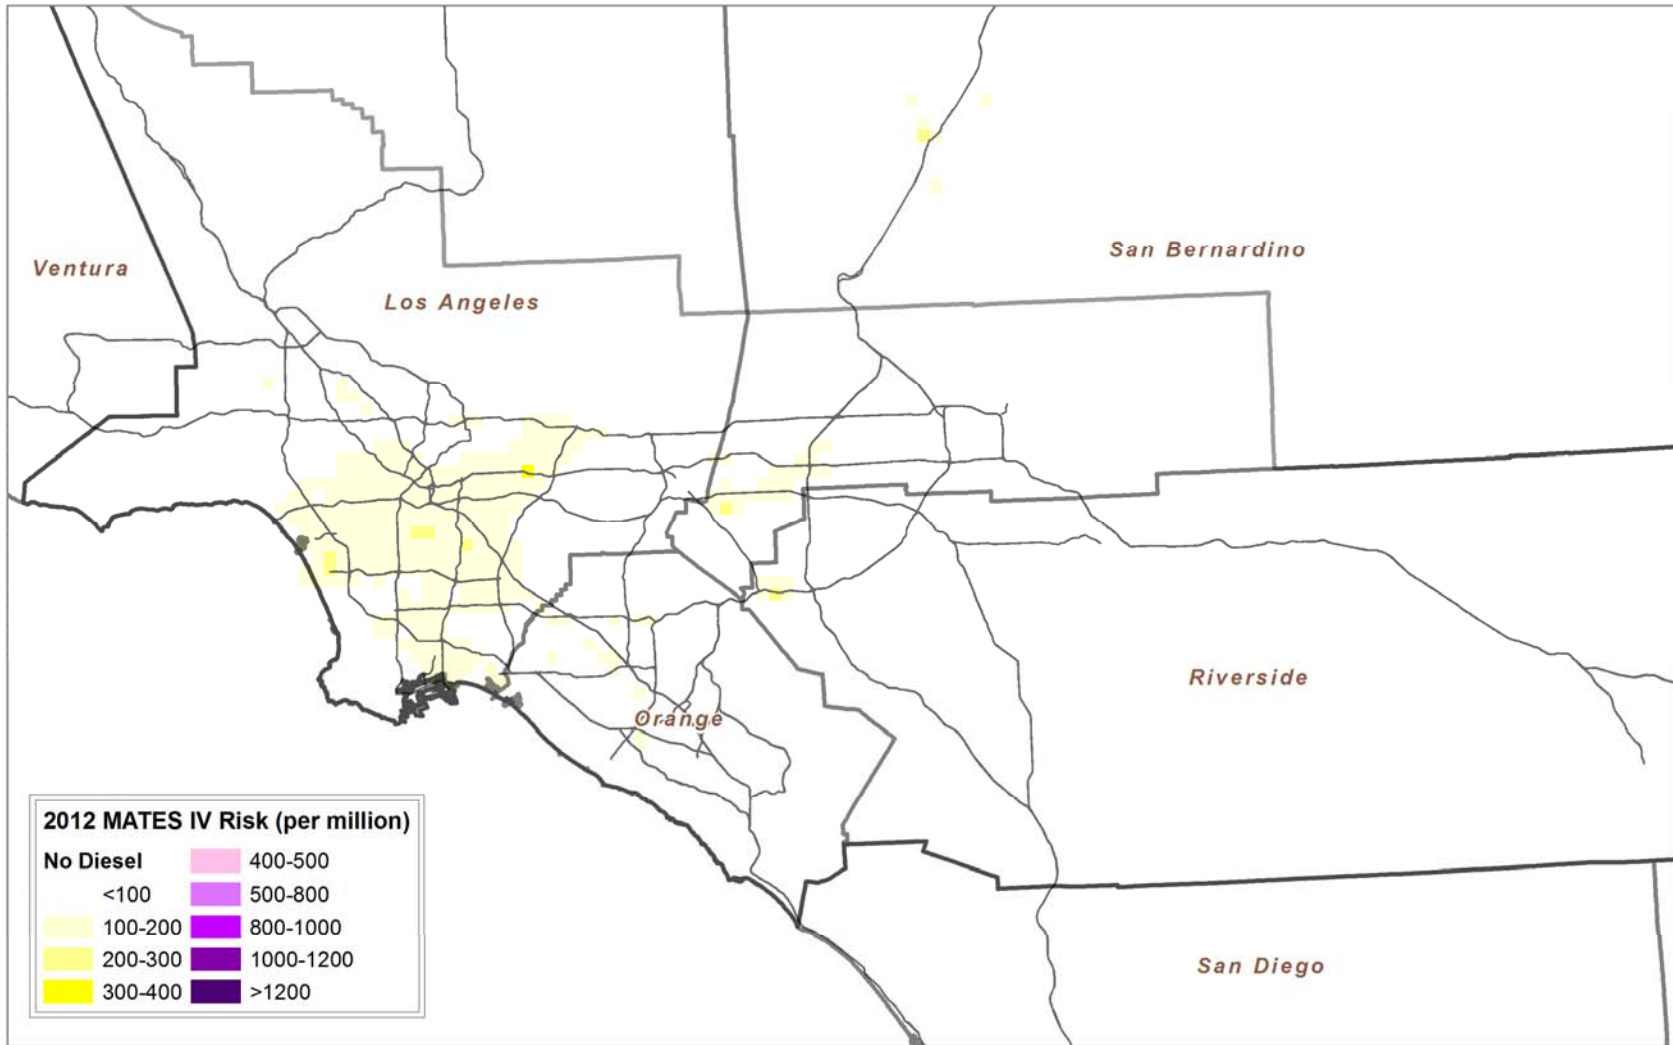 San Bernardino
Ventura
Los Angeles
Riverside
Orange
San Diego
2012 MATES IV Risk (per million)
No Diesel
<100
100-200
200-300
300-400
400-500
500-800
800-1000
1000-1200
>1200